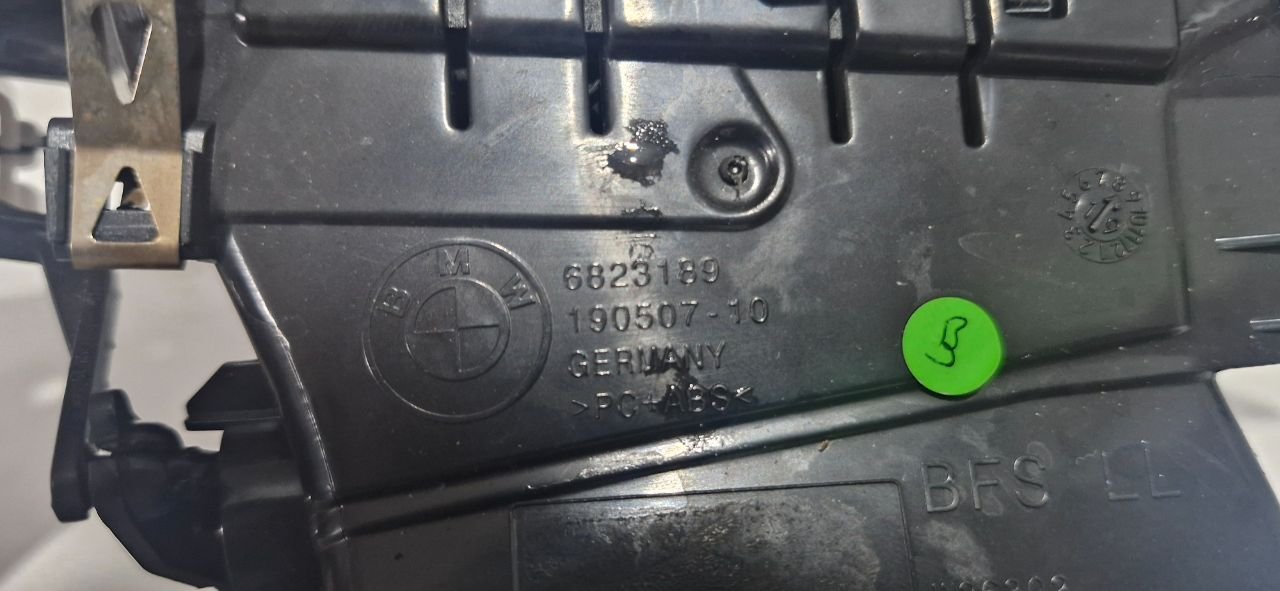 BMW
6823189
190507-10
GERMANY
>PC+ABS<
BFS LL